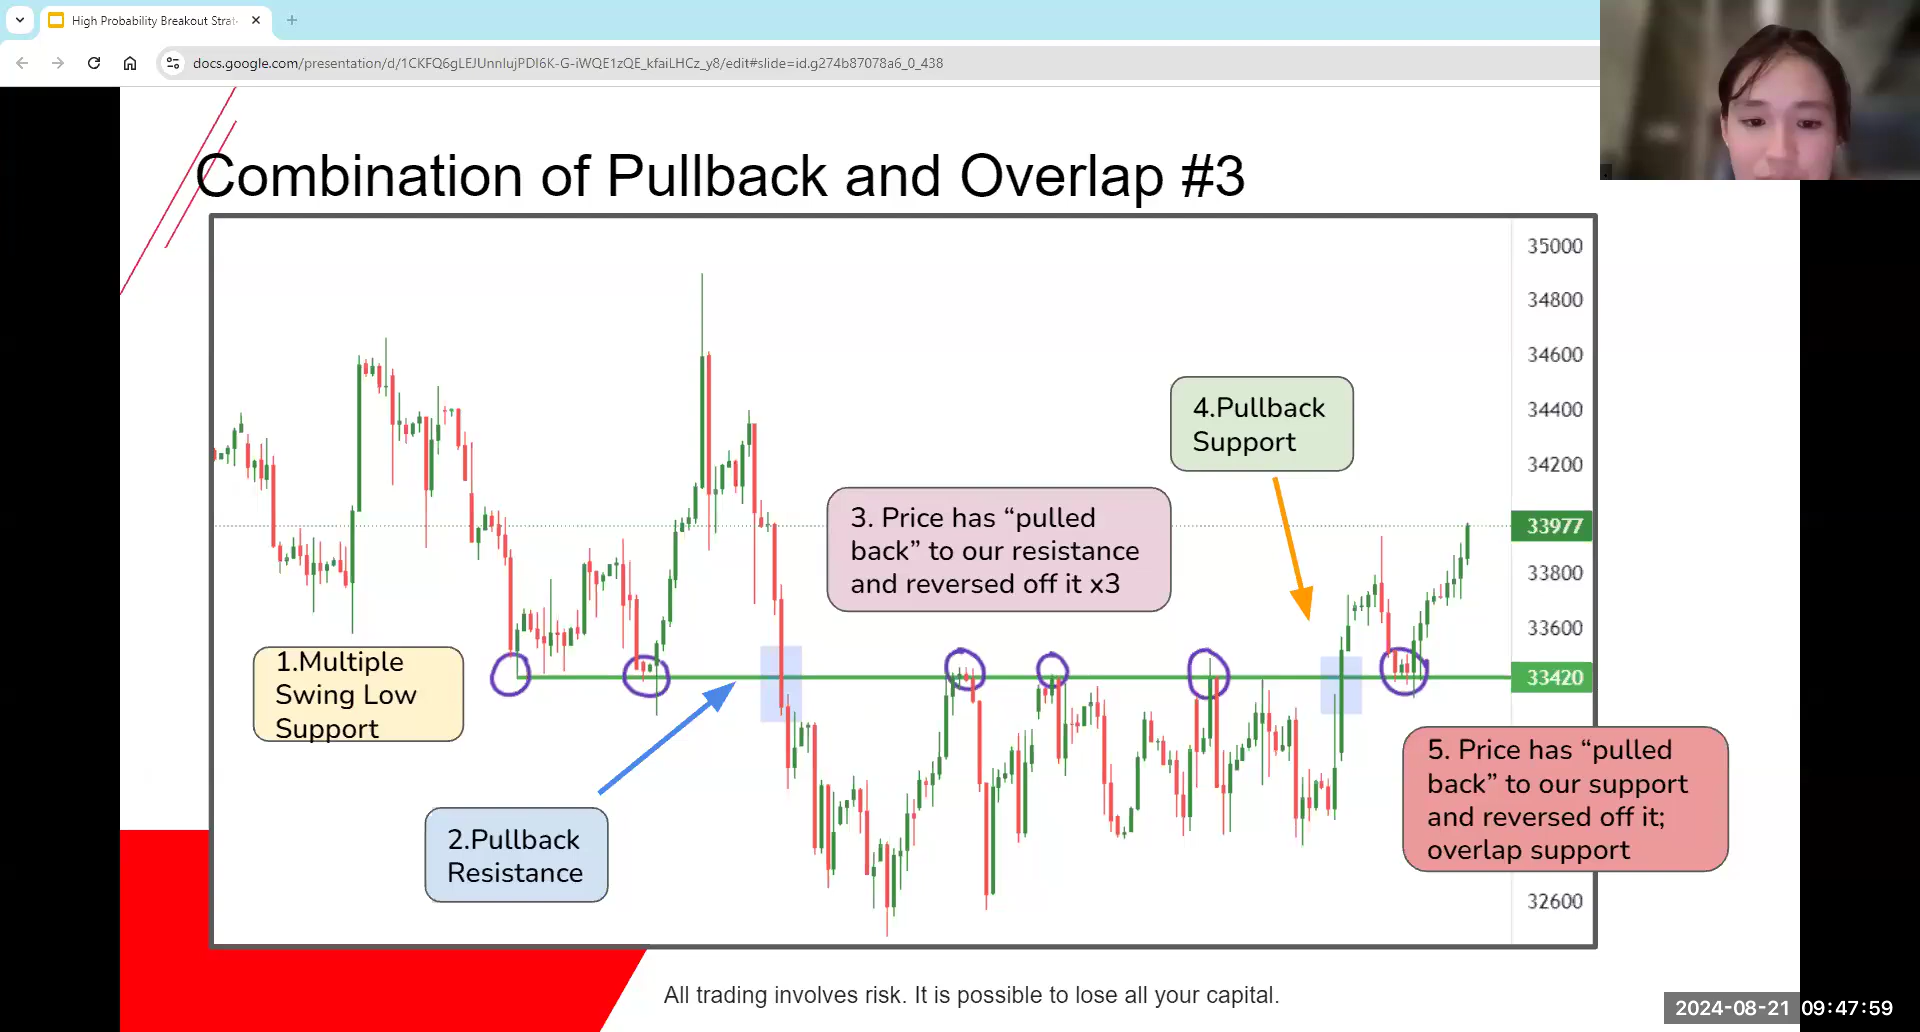 High Probability Breakout Strat
docs.google.com/presentation/d/1CKFQ6gLEJUnnlujPDI6K-G-iWQE1zQE_kfaiLHCz_y8/edit#slide=id.g274b87078a6_0_438
Combination of Pullback and Overlap #3
35000
34800
34600
34400
34200
33977
33800
33600
33420
32600
1.Multiple
Swing Low
Support
2.Pullback
Resistance
3. Price has “pulled
back” to our resistance
and reversed off it x3
4.Pullback
Support
5. Price has “pulled
back” to our support
and reversed off it;
overlap support
All trading involves risk. It is possible to lose all your capital.
2024-08-21 09:47:59